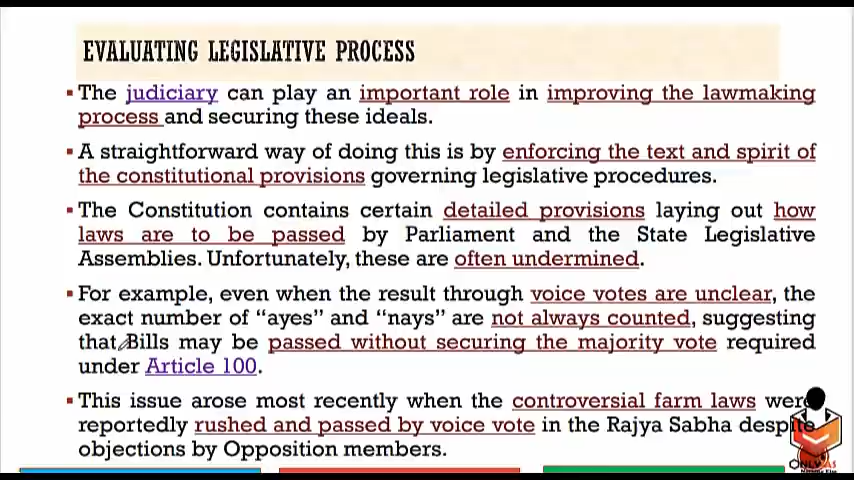 EVALUATING LEGISLATIVE PROCESS
▪The judiciary can play an important role in improving the lawmaking
process and securing these ideals.
▪A straightforward way of doing this is by enforcing the text and spirit of
the constitutional provisions governing legislative procedures.
▪The Constitution contains certain detailed provisions laying out how
laws are to be passed by Parliament and the State Legislative
Assemblies. Unfortunately, these are often undermined.
▪For example, even when the result through voice votes are unclear, the
exact number of “ayes” and “nays” are not always counted, suggesting
that Bills may be passed without securing the majority vote required
under Article 100.
▪This issue arose most recently when the controversial farm laws were
reportedly rushed and passed by voice vote in the Rajya Sabha despite
objections by Opposition members.